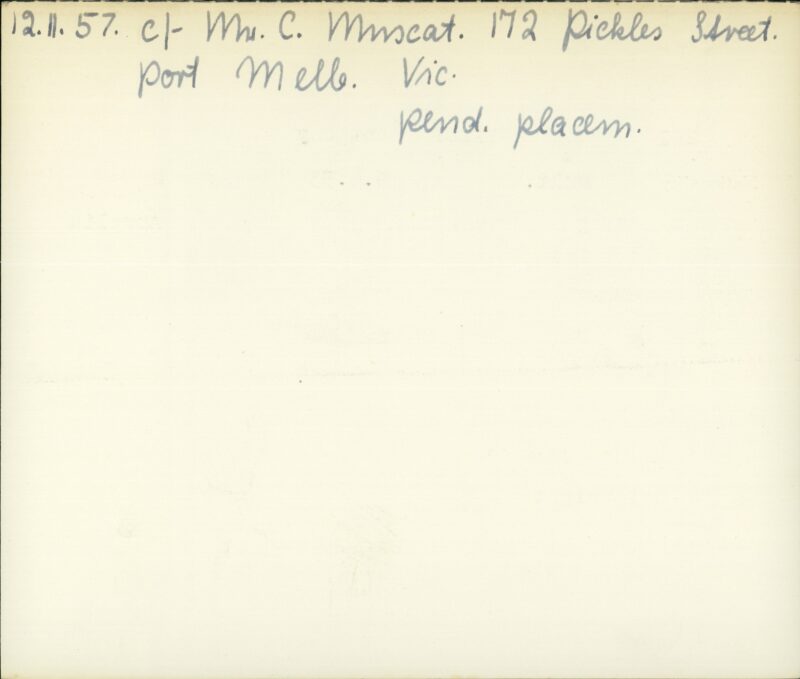 12.11.57. c/- Mr. C. Muscat. 172 Pickles Street.
Port Melb. Vic.
pend. placem.